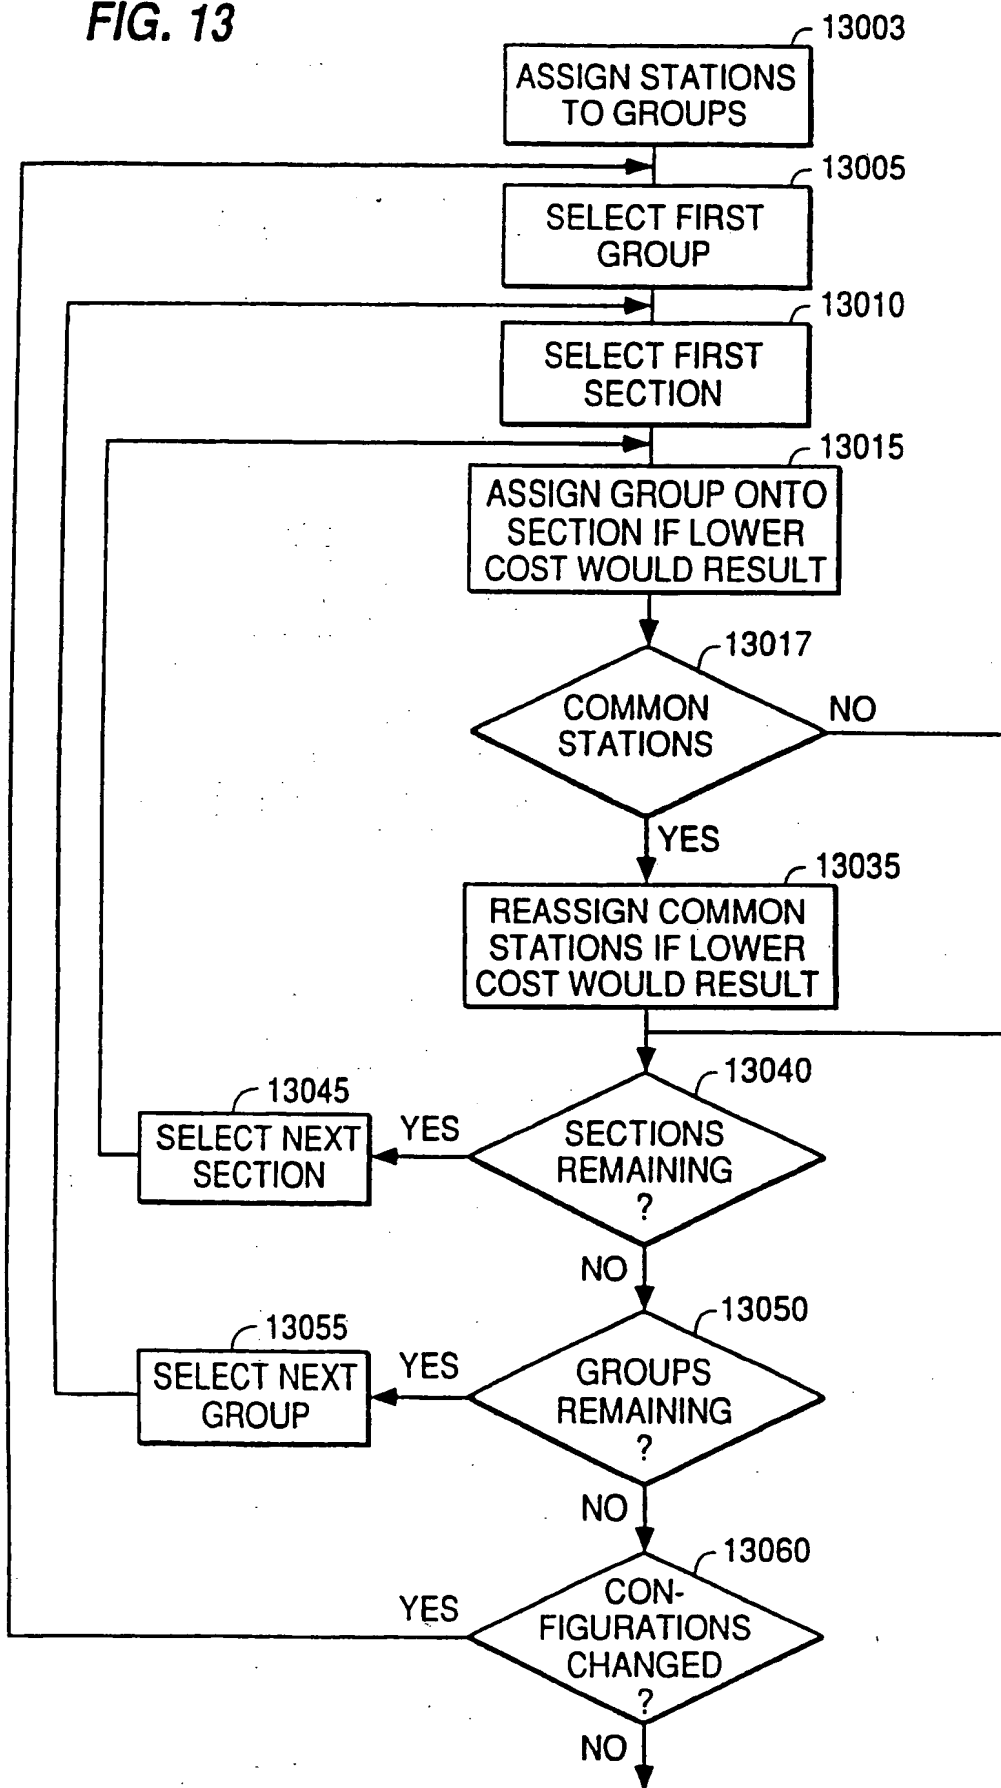 FIG. 13
13003
ASSIGN STATIONS
TO GROUPS
13005
SELECT FIRST
GROUP
13010
SELECT FIRST
SECTION
13015
ASSIGN GROUP ONTO
SECTION IF LOWER
COST WOULD RESULT
13017
COMMON
STATIONS
NO
YES
13035
REASSIGN COMMON
STATIONS IF LOWER
COST WOULD RESULT
13040
SECTIONS
REMAINING
?
YES
13045
SELECT NEXT
SECTION
NO
13050
GROUPS
REMAINING
?
YES
13055
SELECT NEXT
GROUP
NO
13060
CON-
FIGURATIONS
CHANGED
?
YES
NO